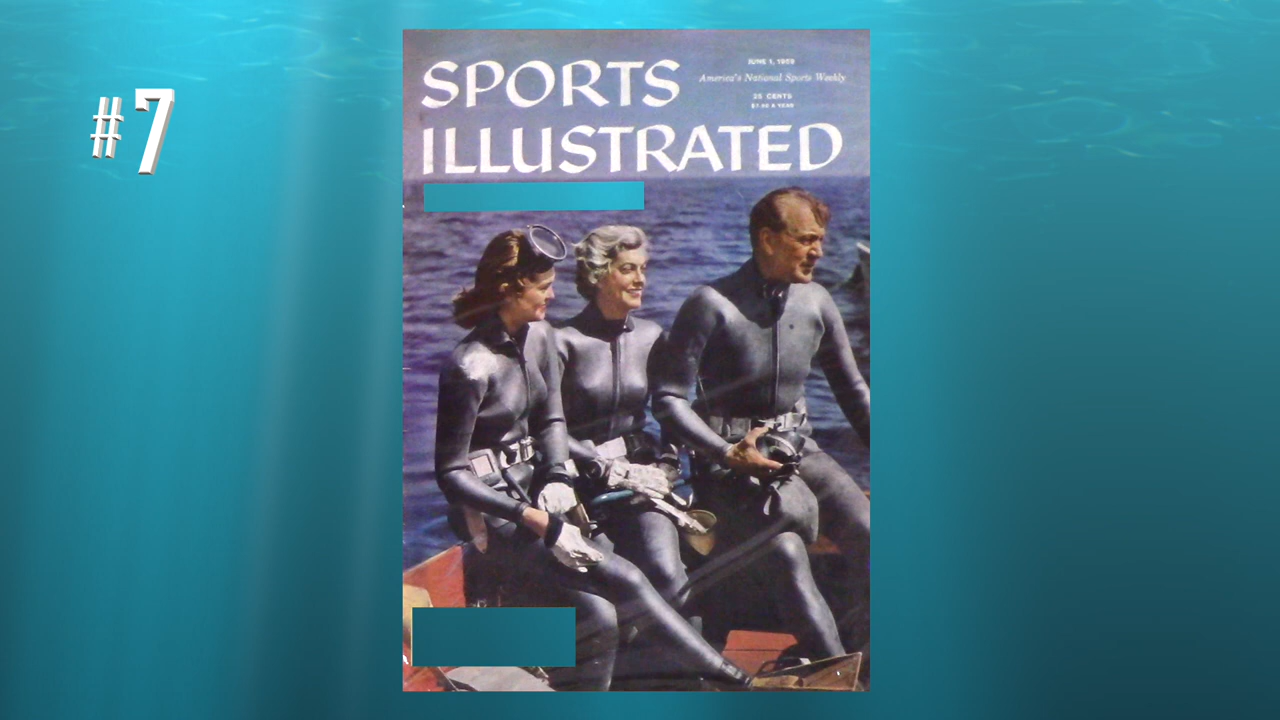 #7
SPORTS
ILLUSTRATED
JUNE 1, 1959
America's National Sports Weekly
25 CENTS
$7.50 A YEAR